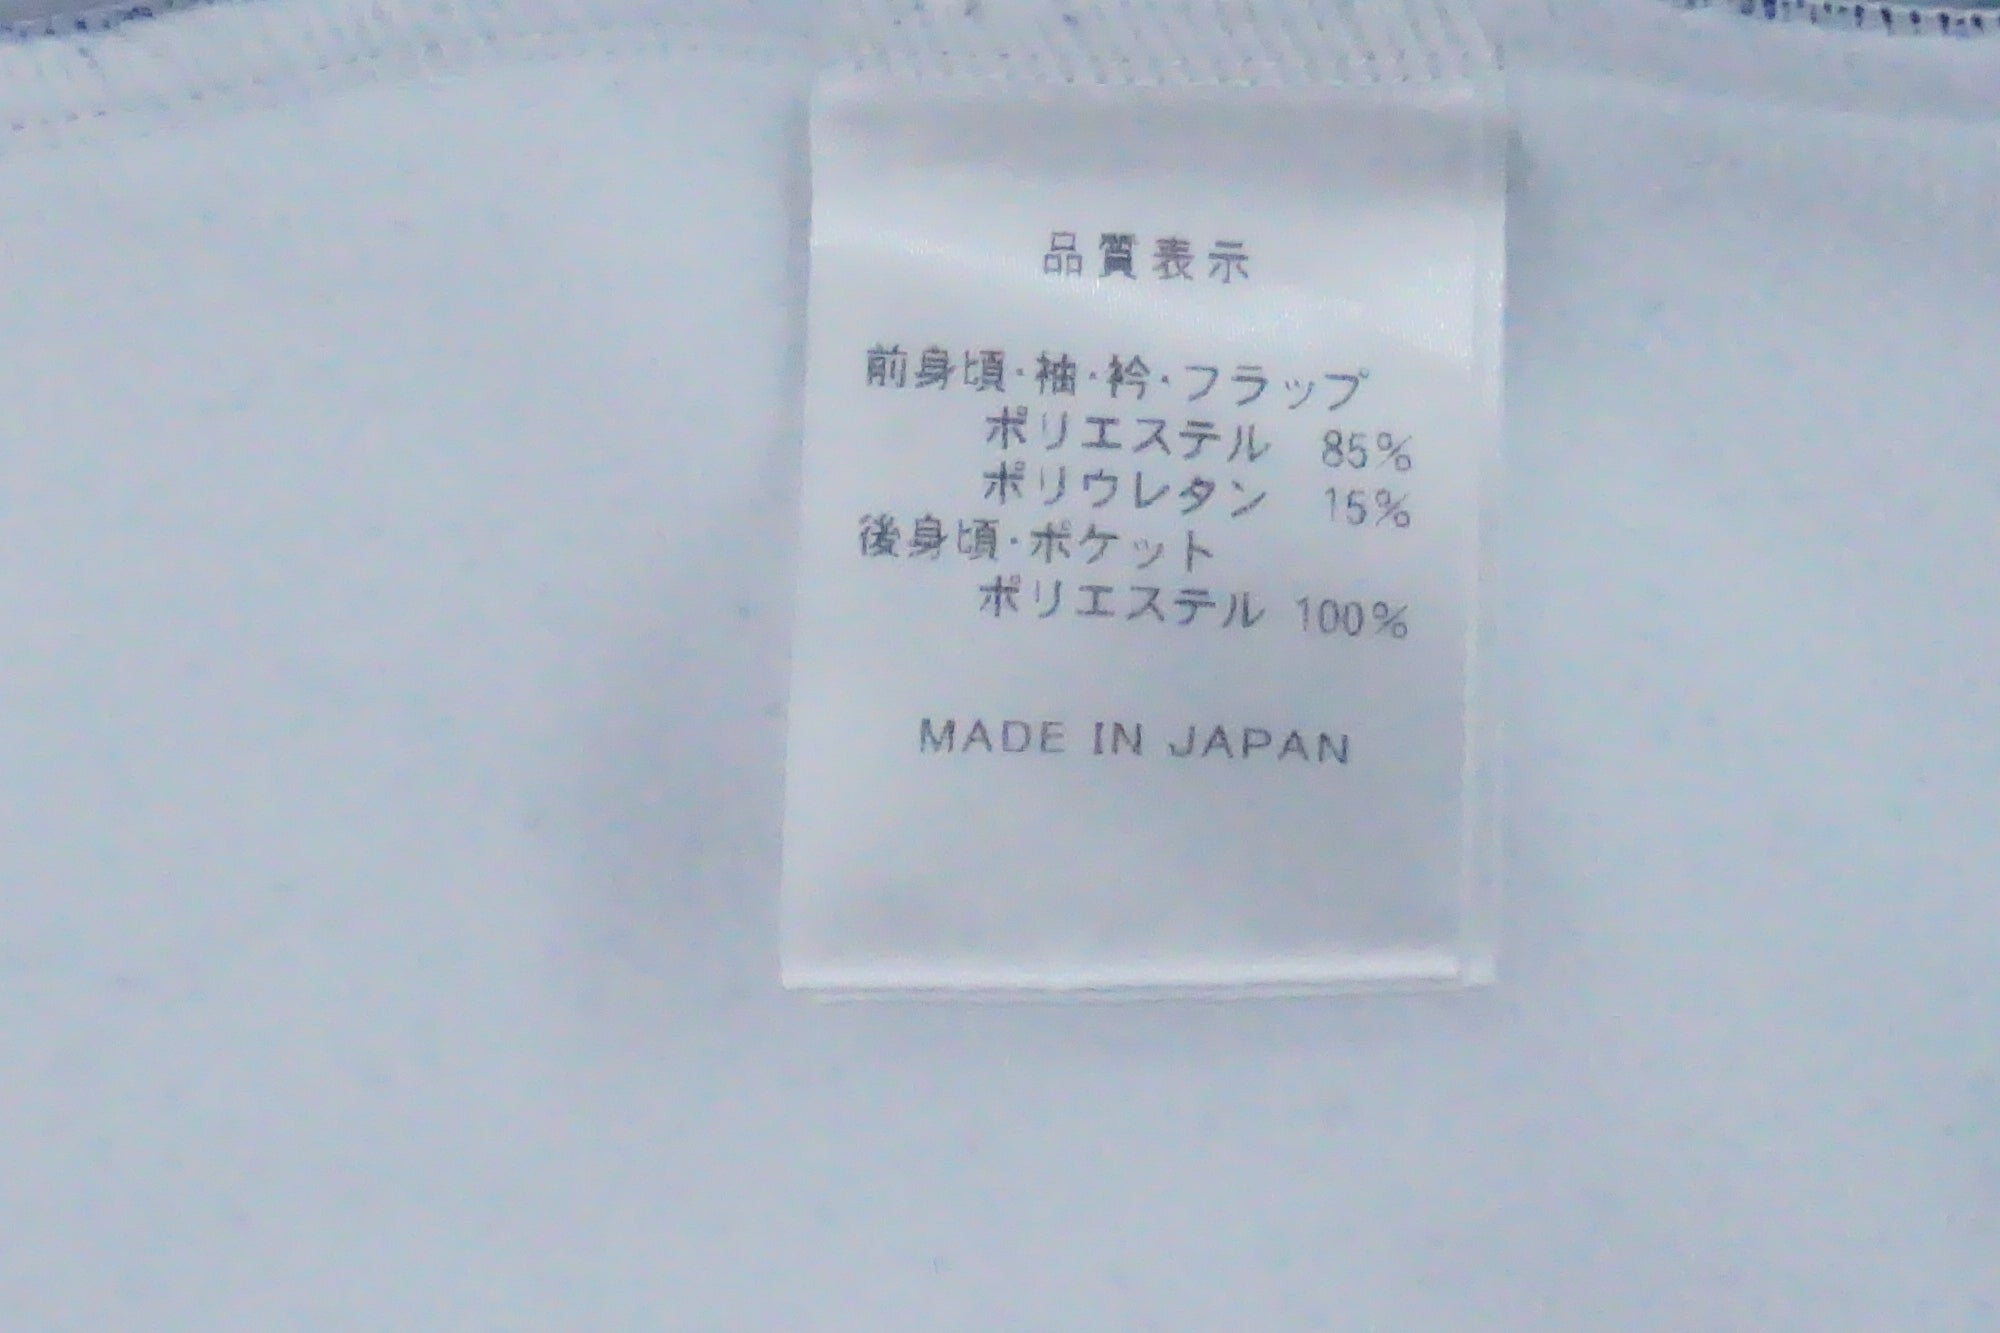 品質表示
前身頃・袖・衿・フラップ
ポリエステル 85%
ポリウレタン 15%
後身頃・ポケット
ポリエステル 100%
MADE IN JAPAN